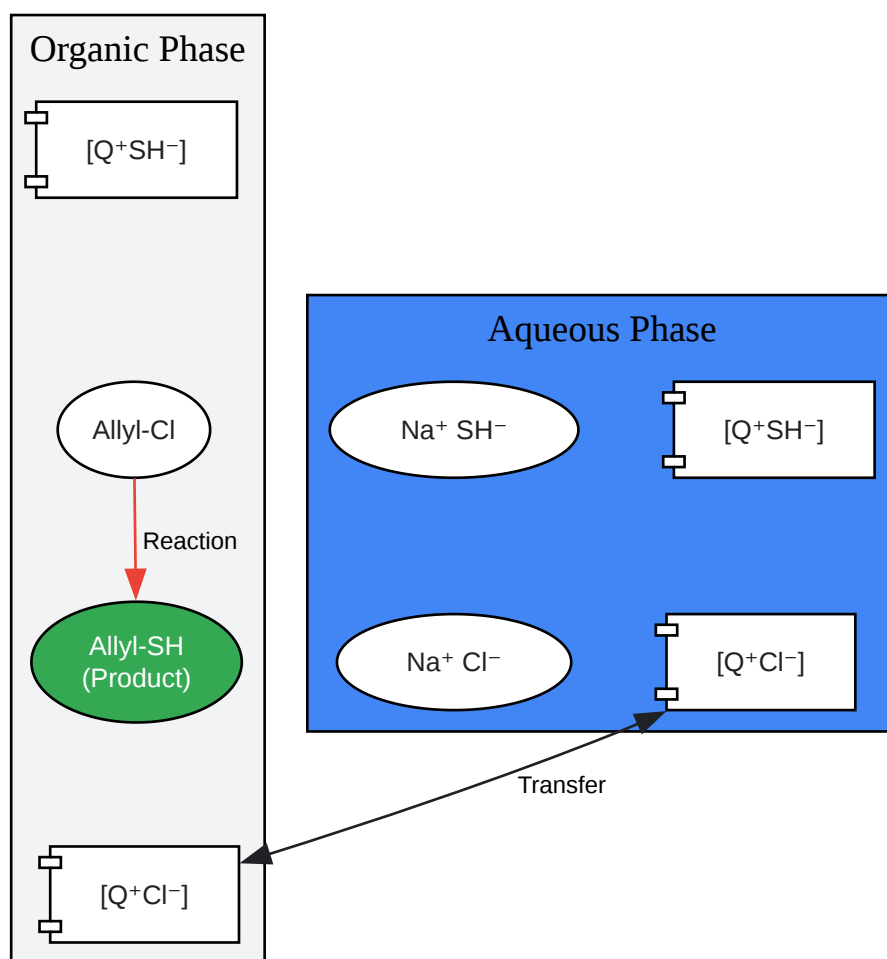 Organic Phase
[Q⁺SH⁻]
Allyl-Cl
Reaction
Allyl-SH
(Product)
[Q⁺Cl⁻]
Aqueous Phase
Na⁺ SH⁻
[Q⁺SH⁻]
Na⁺ Cl⁻
[Q⁺Cl⁻]
Transfer